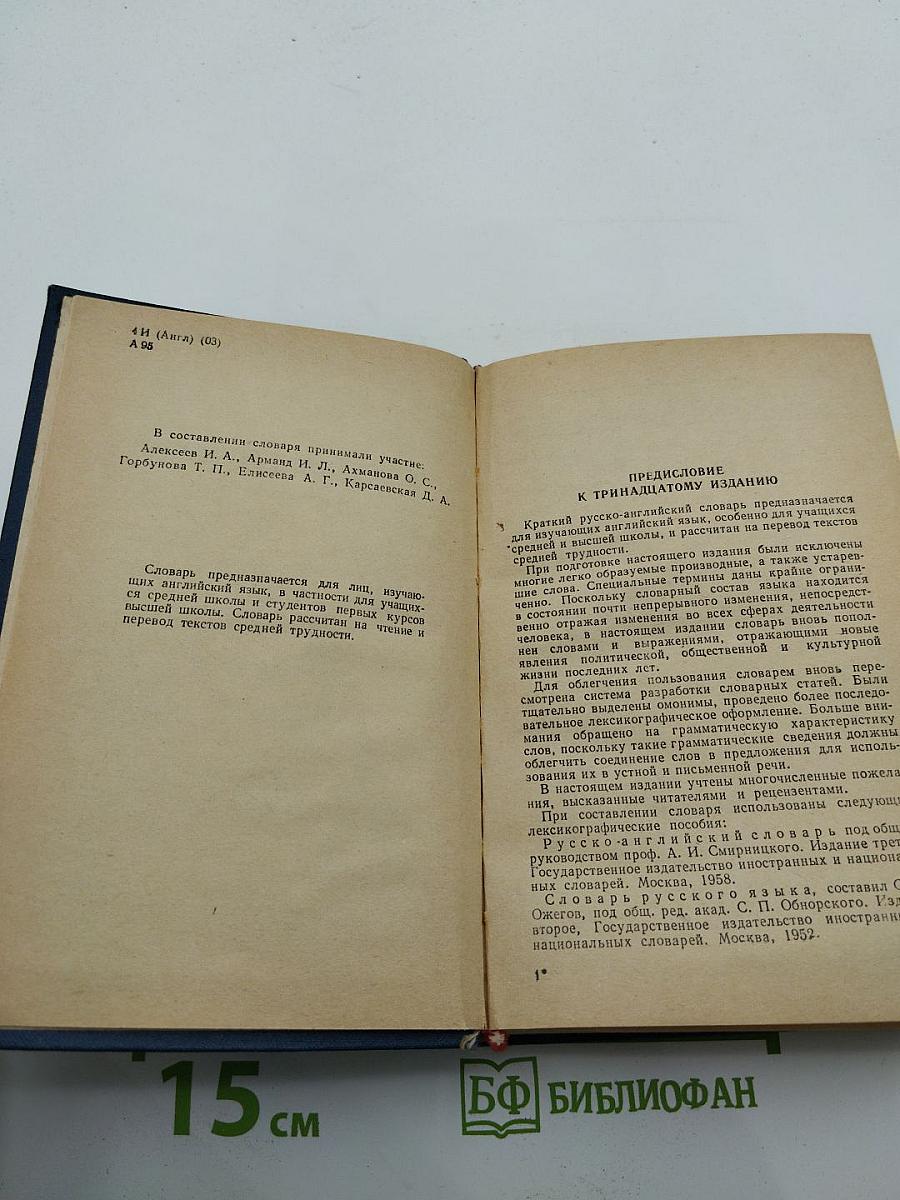 4И (Англ) (03)
А 95
В составлении словаря принимали участие:
Алексеев И. А., Арманд И. Л., Ахманова О. С.,
Горбунова Т. П., Елисеева А. Г., Карсаевская Д. А.
Словарь предназначается для лиц, изучаю-
щих английский язык, в частности для учащих-
ся средней школы и студентов первых курсов
высшей школы. Словарь рассчитан на чтение и
перевод текстов средней трудности.
ПРЕДИСЛОВИЕ
К ТРИНАДЦАТОМУ ИЗДАНИЮ
Краткий русско-английский словарь предназначается
для изучающих английский язык, особенно для учащихся
средней и высшей школы, и рассчитан на перевод текстов
средней трудности.
При подготовке настоящего издания были исключены
многие легко образуемые производные, а также устарев-
шие слова. Специальные термины даны крайне ограни-
чению. Поскольку словарный состав языка находится
в состоянии почти непрерывного изменения, непосредст-
венно отражая изменения во всех сферах деятельности
человека, в настоящем издании словарь вновь попол-
нен словами и выражениями, отражающими новые
явления политической, общественной и культурной
жизни последних лет.
Для облегчения пользования словарем вновь пере-
смотрена система разработки словарных статей. Были
тщательно выделены омонимы, проведено более последо-
вательное лексикографическое оформление. Больше вни-
мания обращено на грамматическую характеристику
слов, поскольку такие грамматические сведения должны
облегчить соединение слов в предложения для исполь-
зования их в устной и письменной речи.
В настоящем издании учтены многочисленные пожела
ния, высказанные читателями и рецензентами.
При составлении словаря использованы следующи
лексикографические пособия:
Русско-английский словарь под общ
руководством проф. А. И. Смирницкого. Издание трет
Государственное издательство иностранных и национа
ных словарей. Москва, 1958.
Словарь русского языка, составил С
Ожегов, под общ. ред. акад. С. П. Обнорского. Изд
второе, Государственное издательство иностранн
национальных словарей. Москва, 1952.
1*
15 см
БФ БИБЛИОФАН